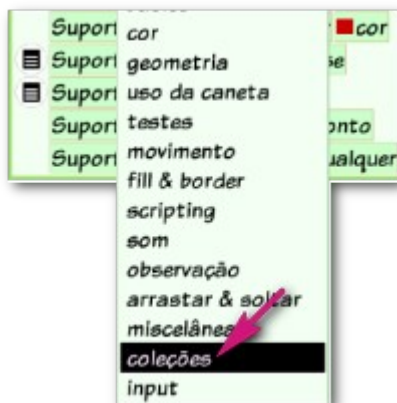 Suport cor
cor
Suport se
geometria
Suport uso da caneta
Suport testes onto
Suport movimento ualquer
fill & border
scripting
som
observação
arrastar & soltar
miscelânea
coleções
input